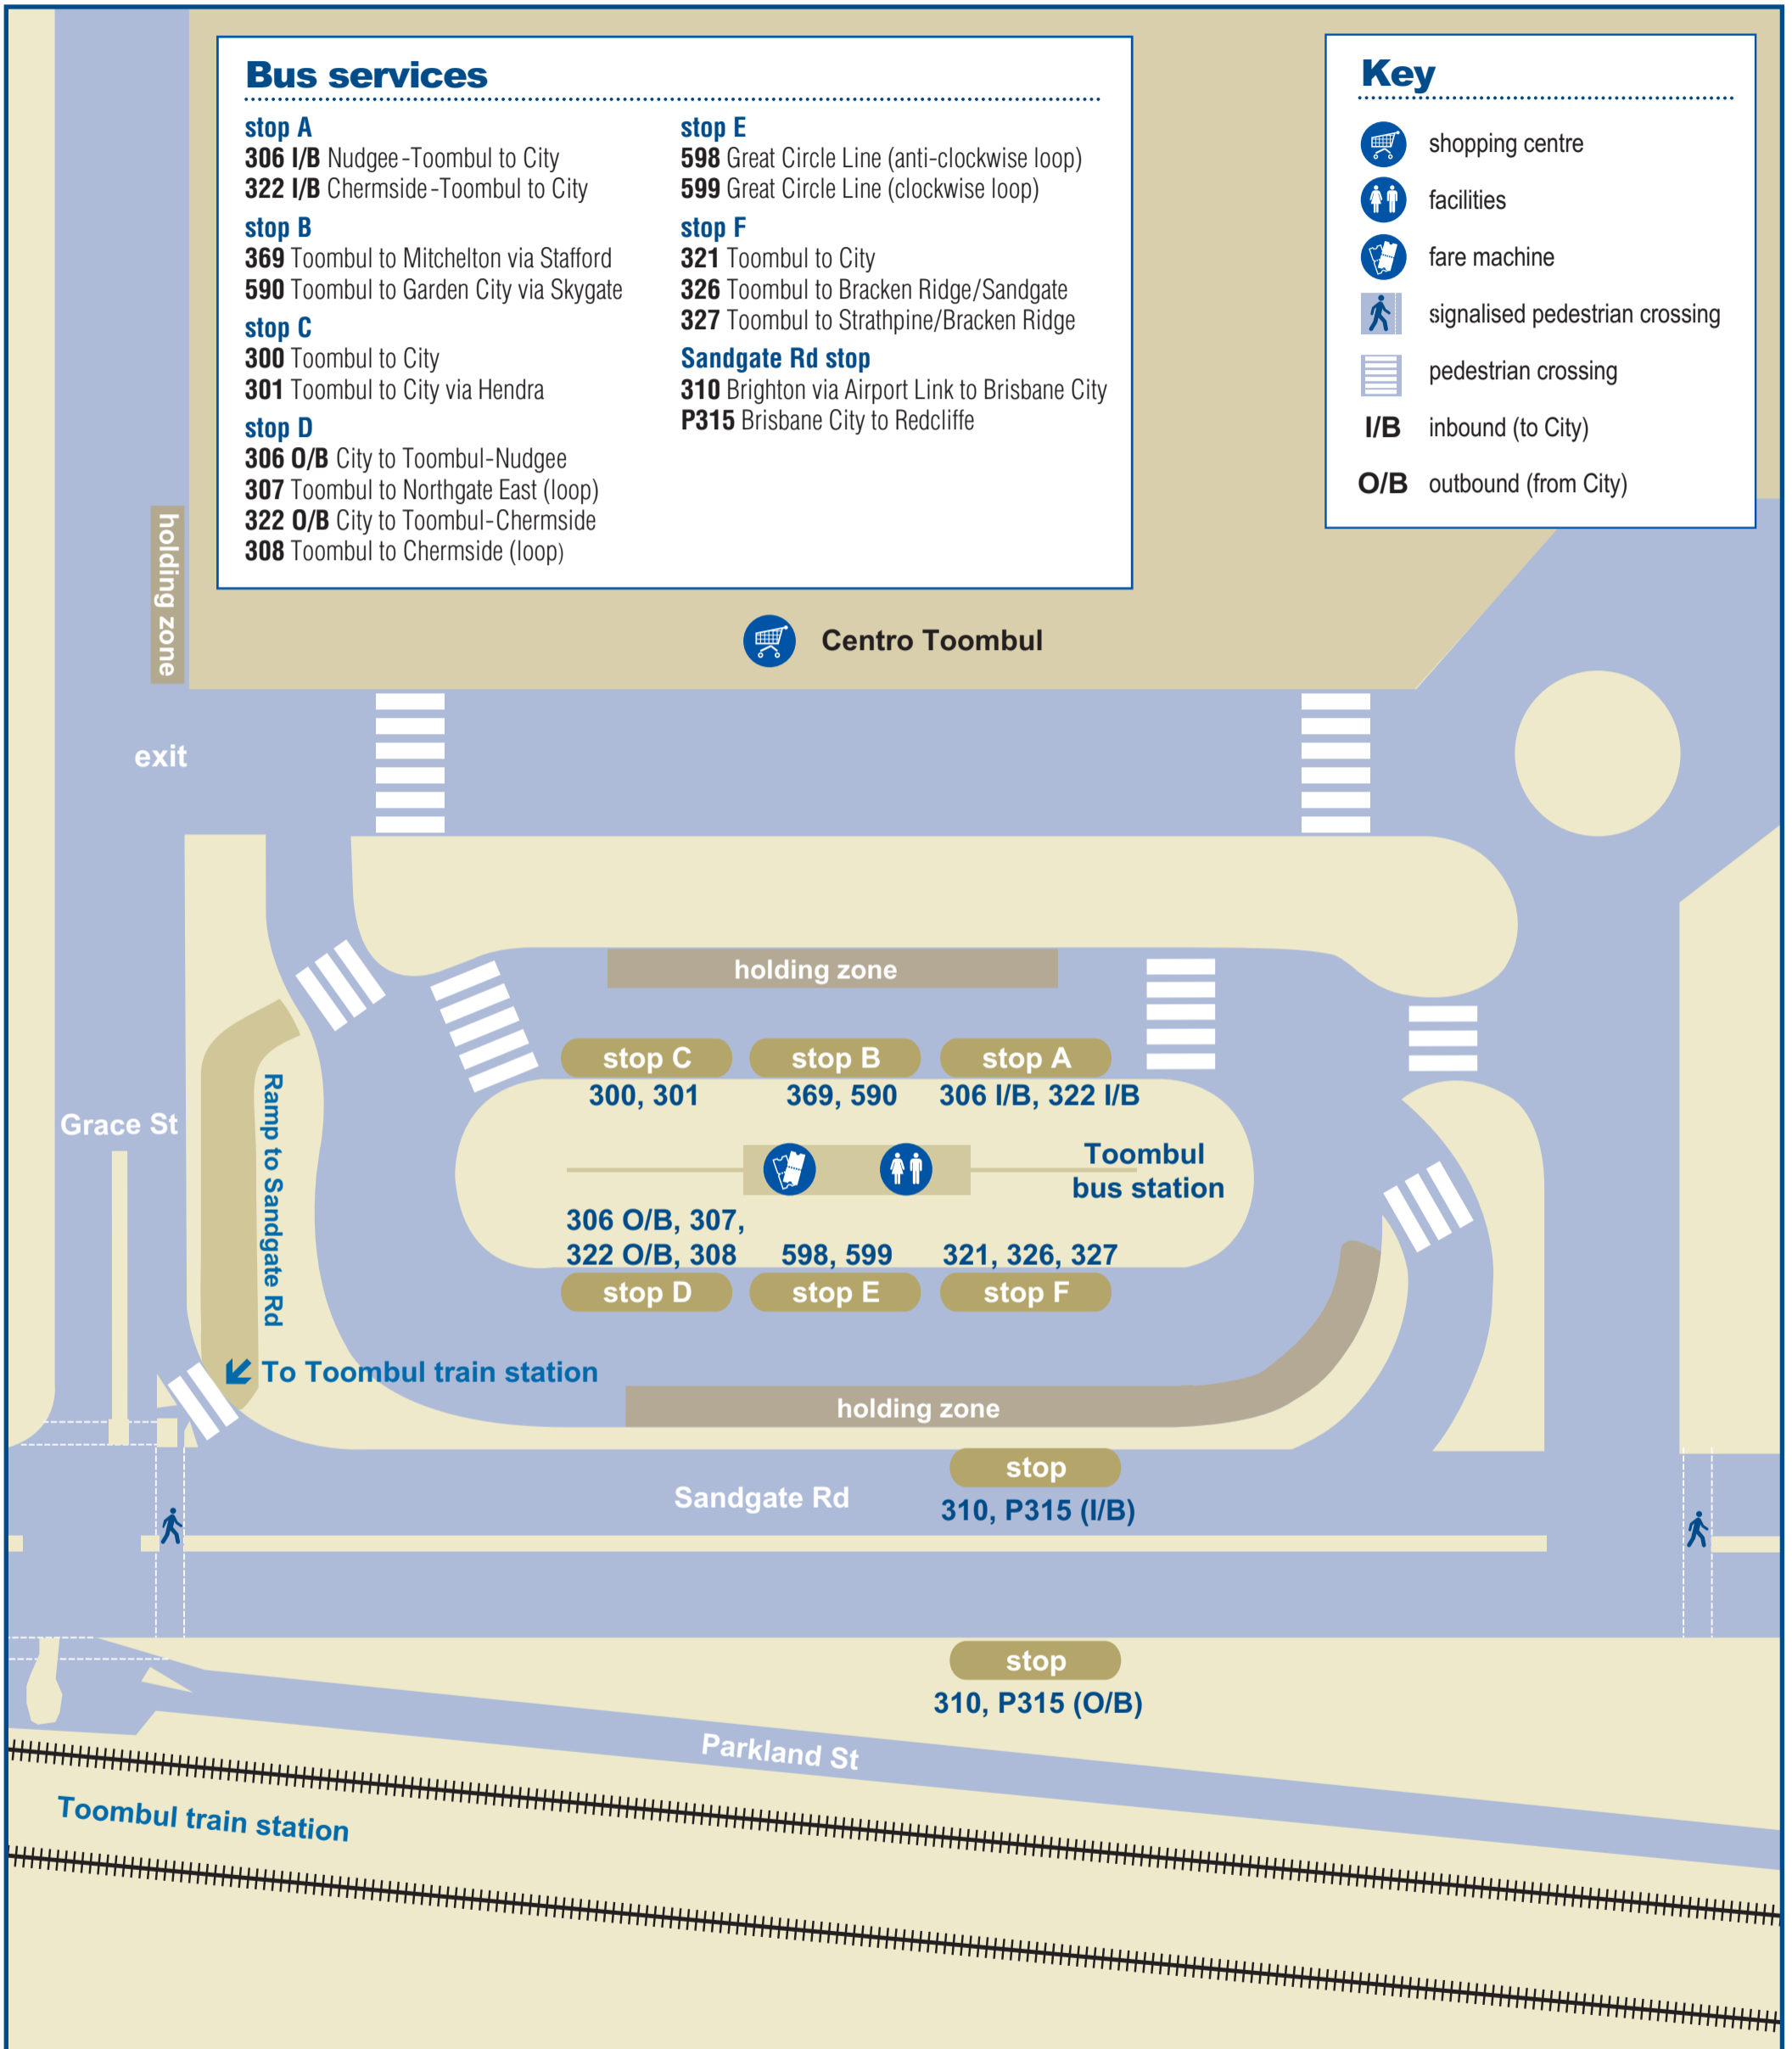 Bus services
stop A
306 I/B Nudgee-Toombul to City
322 I/B Chermside-Toombul to City
stop B
369 Toombul to Mitchelton via Stafford
590 Toombul to Garden City via Skygate
stop C
300 Toombul to City
301 Toombul to City via Hendra
stop D
306 O/B City to Toombul-Nudgee
307 Toombul to Northgate East (loop)
322 O/B City to Toombul-Chermside
308 Toombul to Chermside (loop)
stop E
598 Great Circle Line (anti-clockwise loop)
599 Great Circle Line (clockwise loop)
stop F
321 Toombul to City
326 Toombul to Bracken Ridge/Sandgate
327 Toombul to Strathpine/Bracken Ridge
Sandgate Rd stop
310 Brighton via Airport Link to Brisbane City
P315 Brisbane City to Redcliffe
Key
shopping centre
facilities
fare machine
signalised pedestrian crossing
pedestrian crossing
I/B inbound (to City)
O/B outbound (from City)
holding zone
Centro Toombul
exit
holding zone
stop C
stop B
stop A
300, 301
369, 590
306 I/B, 322 I/B
Grace St
Ramp to Sandgate Rd
Toombul
bus station
306 O/B, 307,
322 O/B, 308
598, 599
321, 326, 327
stop D
stop E
stop F
To Toombul train station
holding zone
stop
Sandgate Rd
310, P315 (I/B)
stop
310, P315 (O/B)
Parkland St
Toombul train station